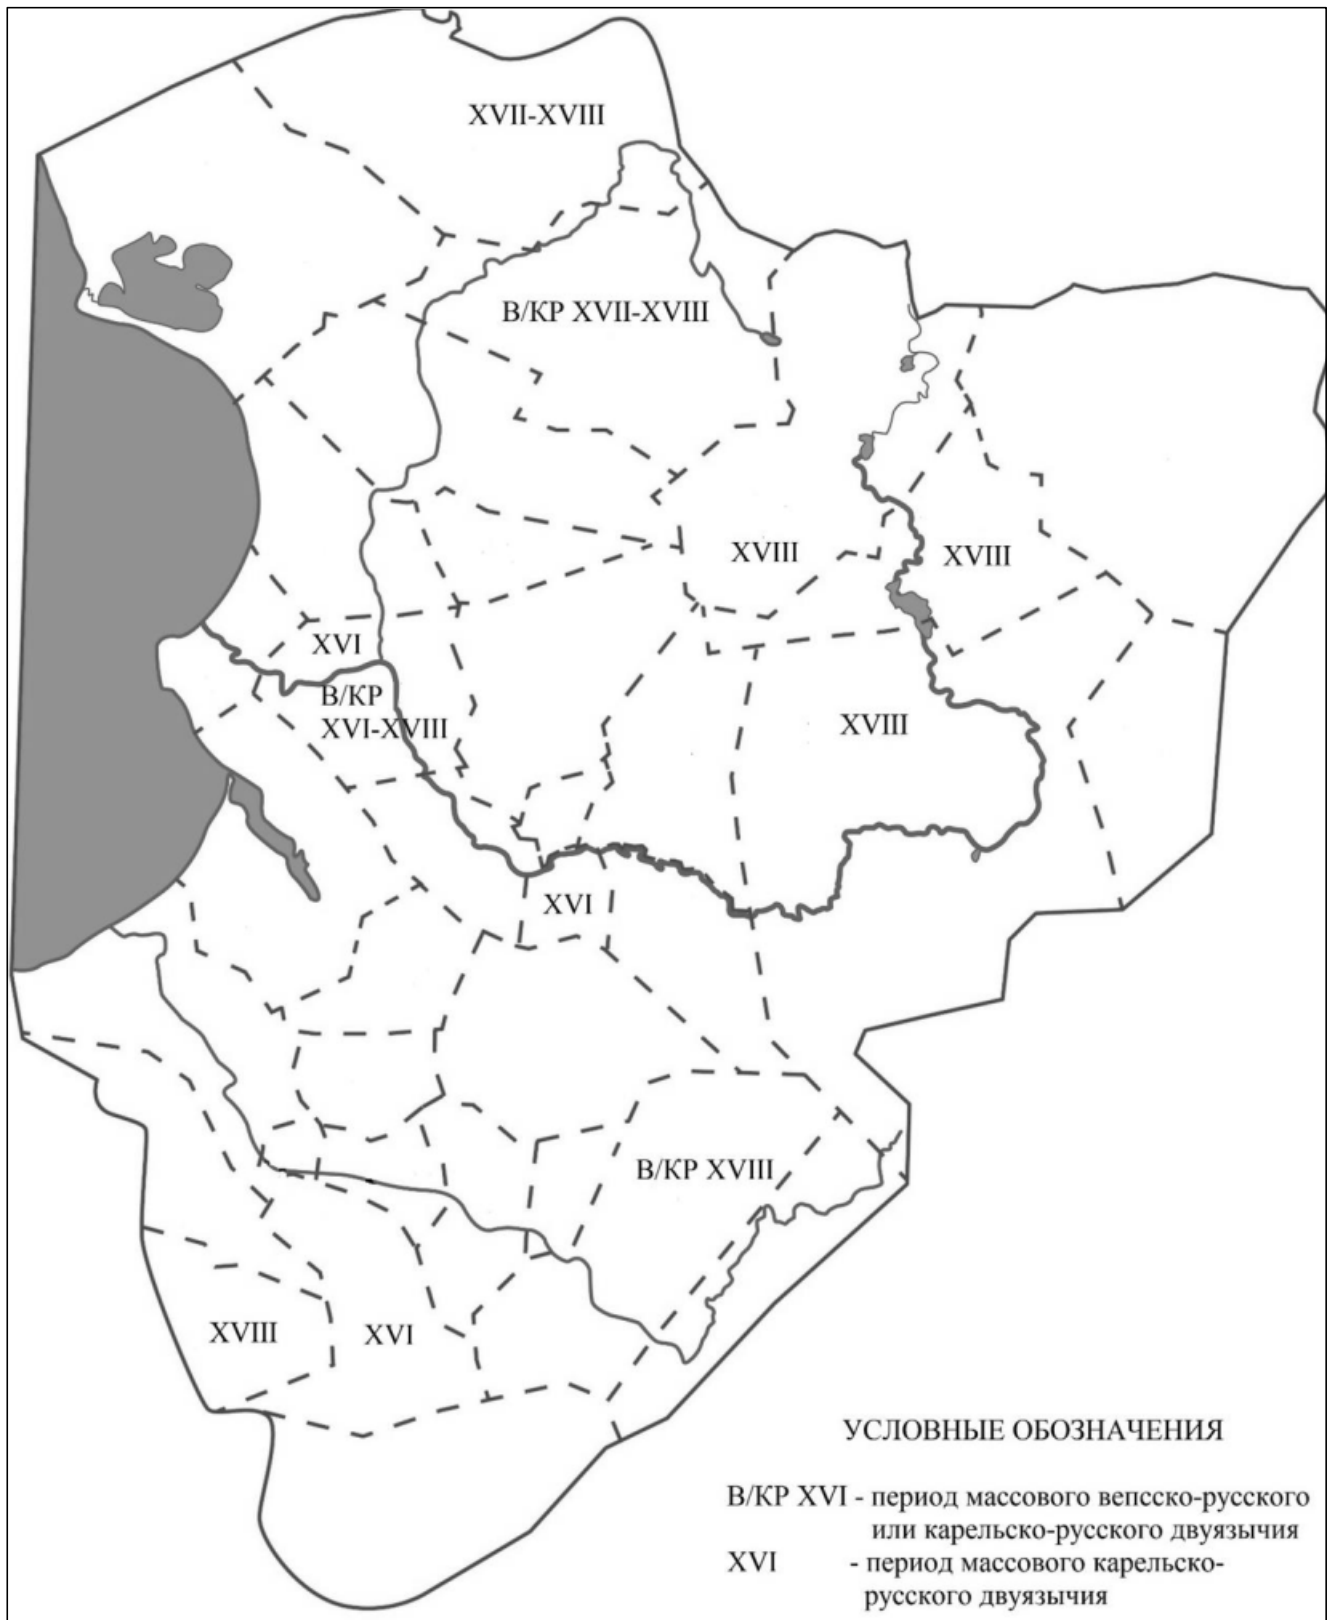 XVII-XVIII
В/КР XVII-XVIII
XVIII
XVIII
XVI
В/КР
XVI-XVIII
XVIII
XVI
В/КР XVIII
XVIII
XVI
УСЛОВНЫЕ ОБОЗНАЧЕНИЯ
В/КР XVI - период массового вепсско-русского
или карельско-русского двуязычия
XVI - период массового карельско-
русского двуязычия